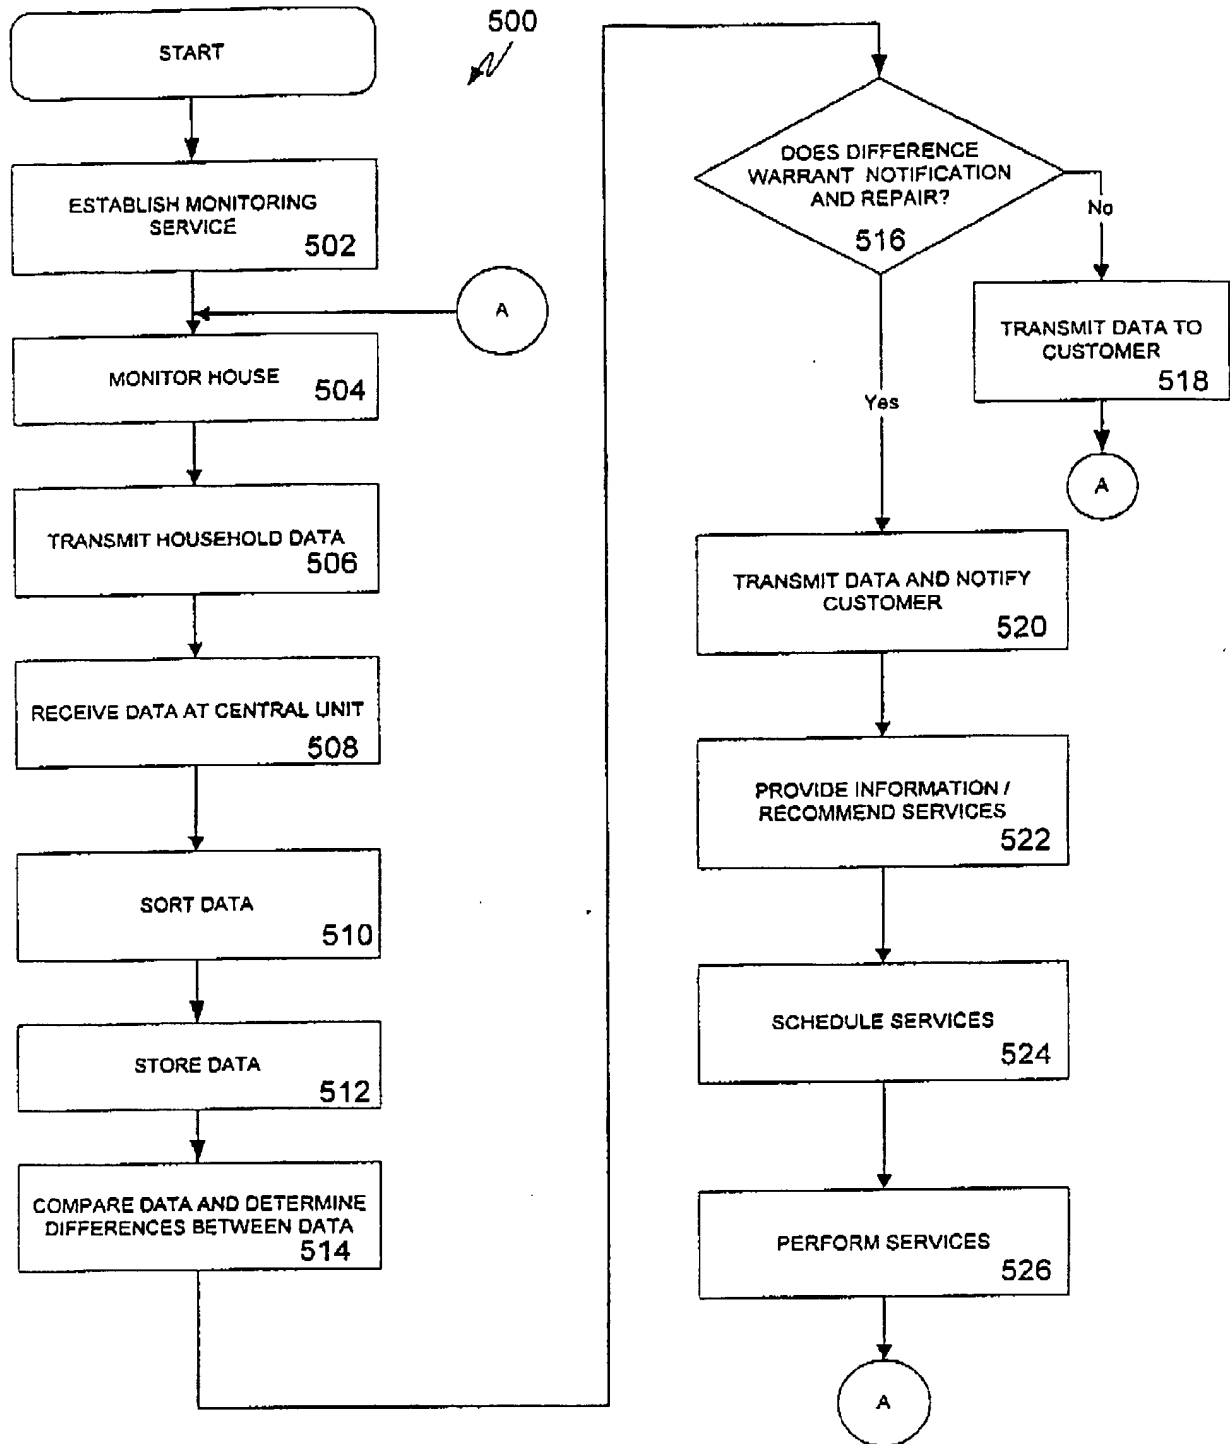 500
START
ESTABLISH MONITORING
SERVICE
502
A
MONITOR HOUSE
504
TRANSMIT HOUSEHOLD DATA
506
RECEIVE DATA AT CENTRAL UNIT
508
SORT DATA
510
STORE DATA
512
COMPARE DATA AND DETERMINE
DIFFERENCES BETWEEN DATA
514
DOES DIFFERENCE
WARRANT NOTIFICATION
AND REPAIR?
516
No
TRANSMIT DATA TO
CUSTOMER
518
A
Yes
TRANSMIT DATA AND NOTIFY
CUSTOMER
520
PROVIDE INFORMATION /
RECOMMEND SERVICES
522
SCHEDULE SERVICES
524
PERFORM SERVICES
526
A